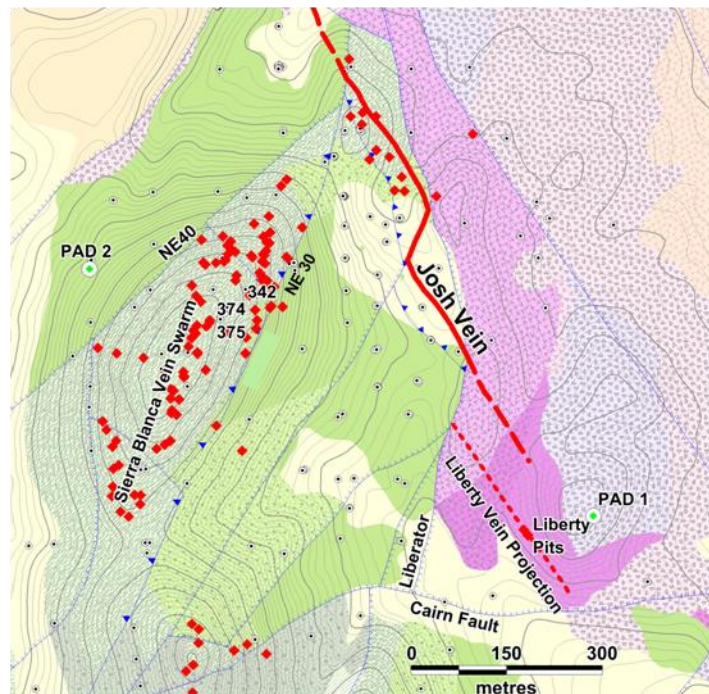 PAD 2
NE40
NE 30
342
374
375
Sierra Blanca Vein Swarm
Josh Vein
PAD 1
Liberty
Pits
Liberty Vein Projection
Liberator
Cairn Fault
0 150 300
metres